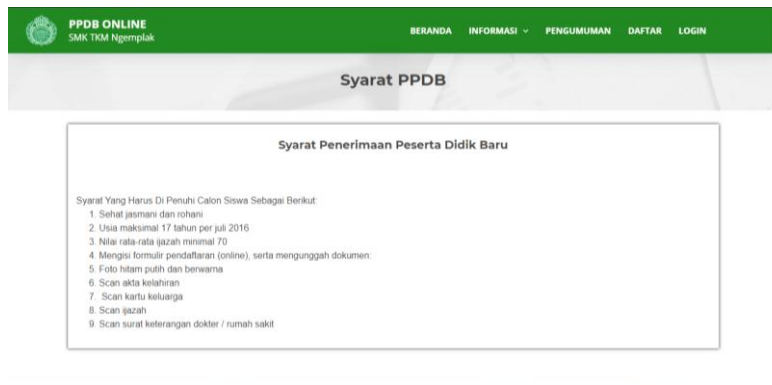 PPDB ONLINE
SMK TKM Ngemplak
BERANDA INFORMASI PENGUMUMAN DAFTAR LOGIN
Syarat PPDB
Syarat Penerimaan Peserta Didik Baru
Syarat Yang Harus Di Penuhi Calon Siswa Sebagai Berikut:
1. Sehat jasmani dan rohani
2. Usia maksimal 17 tahun per juli 2016
3. Nilai rata-rata ijazah minimal 70
4. Mengisi formulir pendaftaran (online), serta mengunggah dokumen:
5. Foto hitam putih dan berwarna
6. Scan akta kelahiran
7. Scan kartu keluarga
8. Scan ijazah
9. Scan surat keterangan dokter / rumah sakit